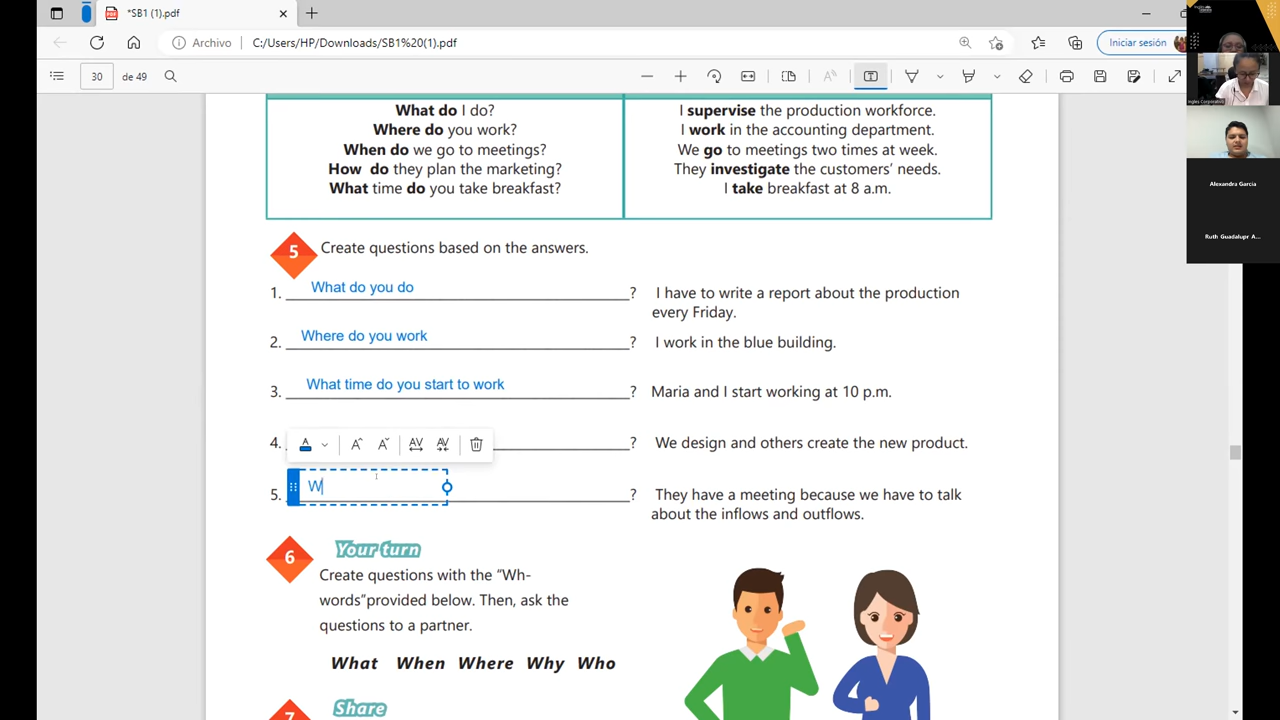 *SB1 (1).pdf
Archivo C:/Users/HP/Downloads/SB1%20(1).pdf
Iniciar sesión
30 de 49
What do I do? I supervise the production workforce.
Where do you work? I work in the accounting department.
When do we go to meetings? We go to meetings two times at week.
How do they plan the marketing? They investigate the customers' needs.
What time do you take breakfast? I take breakfast at 8 a.m.
5 Create questions based on the answers.
1. What do you do ? I have to write a report about the production
every Friday.
2. Where do you work ? I work in the blue building.
3. What time do you start to work ? Maria and I start working at 10 p.m.
4. ? We design and others create the new product.
5. W ? They have a meeting because we have to talk
about the inflows and outflows.
6 Your turn
Create questions with the “Wh-
words”provided below. Then, ask the
questions to a partner.
What When Where Why Who
7 Share
Ingles Corporativo
Alexandra Garcia
Ruth Guadalupr A...